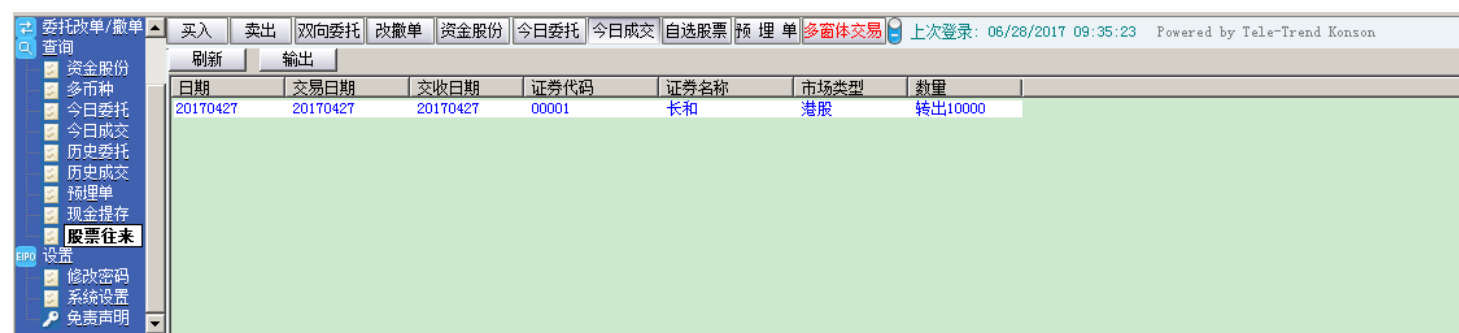 委托改单/撤单
查询
资金股份
多币种
今日委托
今日成交
历史委托
历史成交
预埋单
现金提存
股票往来
EIPO 设置
修改密码
系统设置
免责声明
买入 卖出 双向委托 改撤单 资金股份 今日委托 今日成交 自选股票 预 埋 单 多窗体交易 上次登录: 06/28/2017 09:35:23 Powered by Tele-Trend Konson
刷新 输出
日期 交易日期 交收日期 证券代码 证券名称 市场类型 数量
20170427 20170427 20170427 00001 长和 港股 转出10000